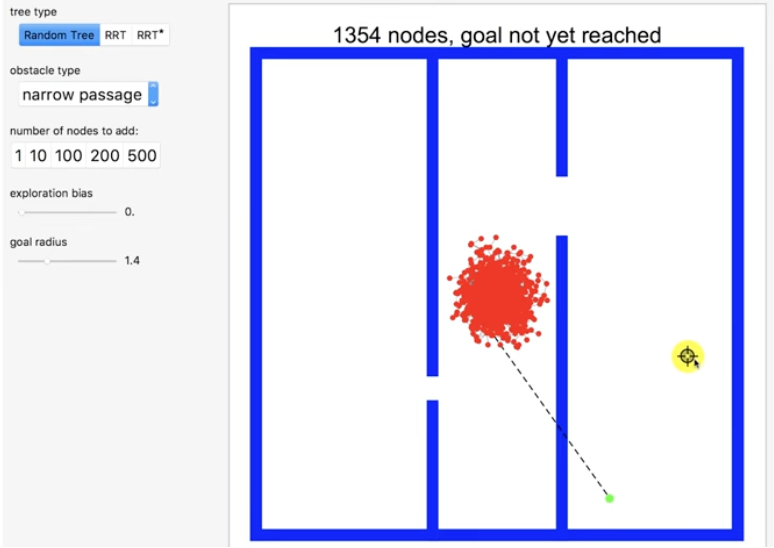 tree type
Random Tree RRT RRT*
obstacle type
narrow passage
number of nodes to add:
1 10 100 200 500
exploration bias
0.
goal radius
1.4
1354 nodes, goal not yet reached